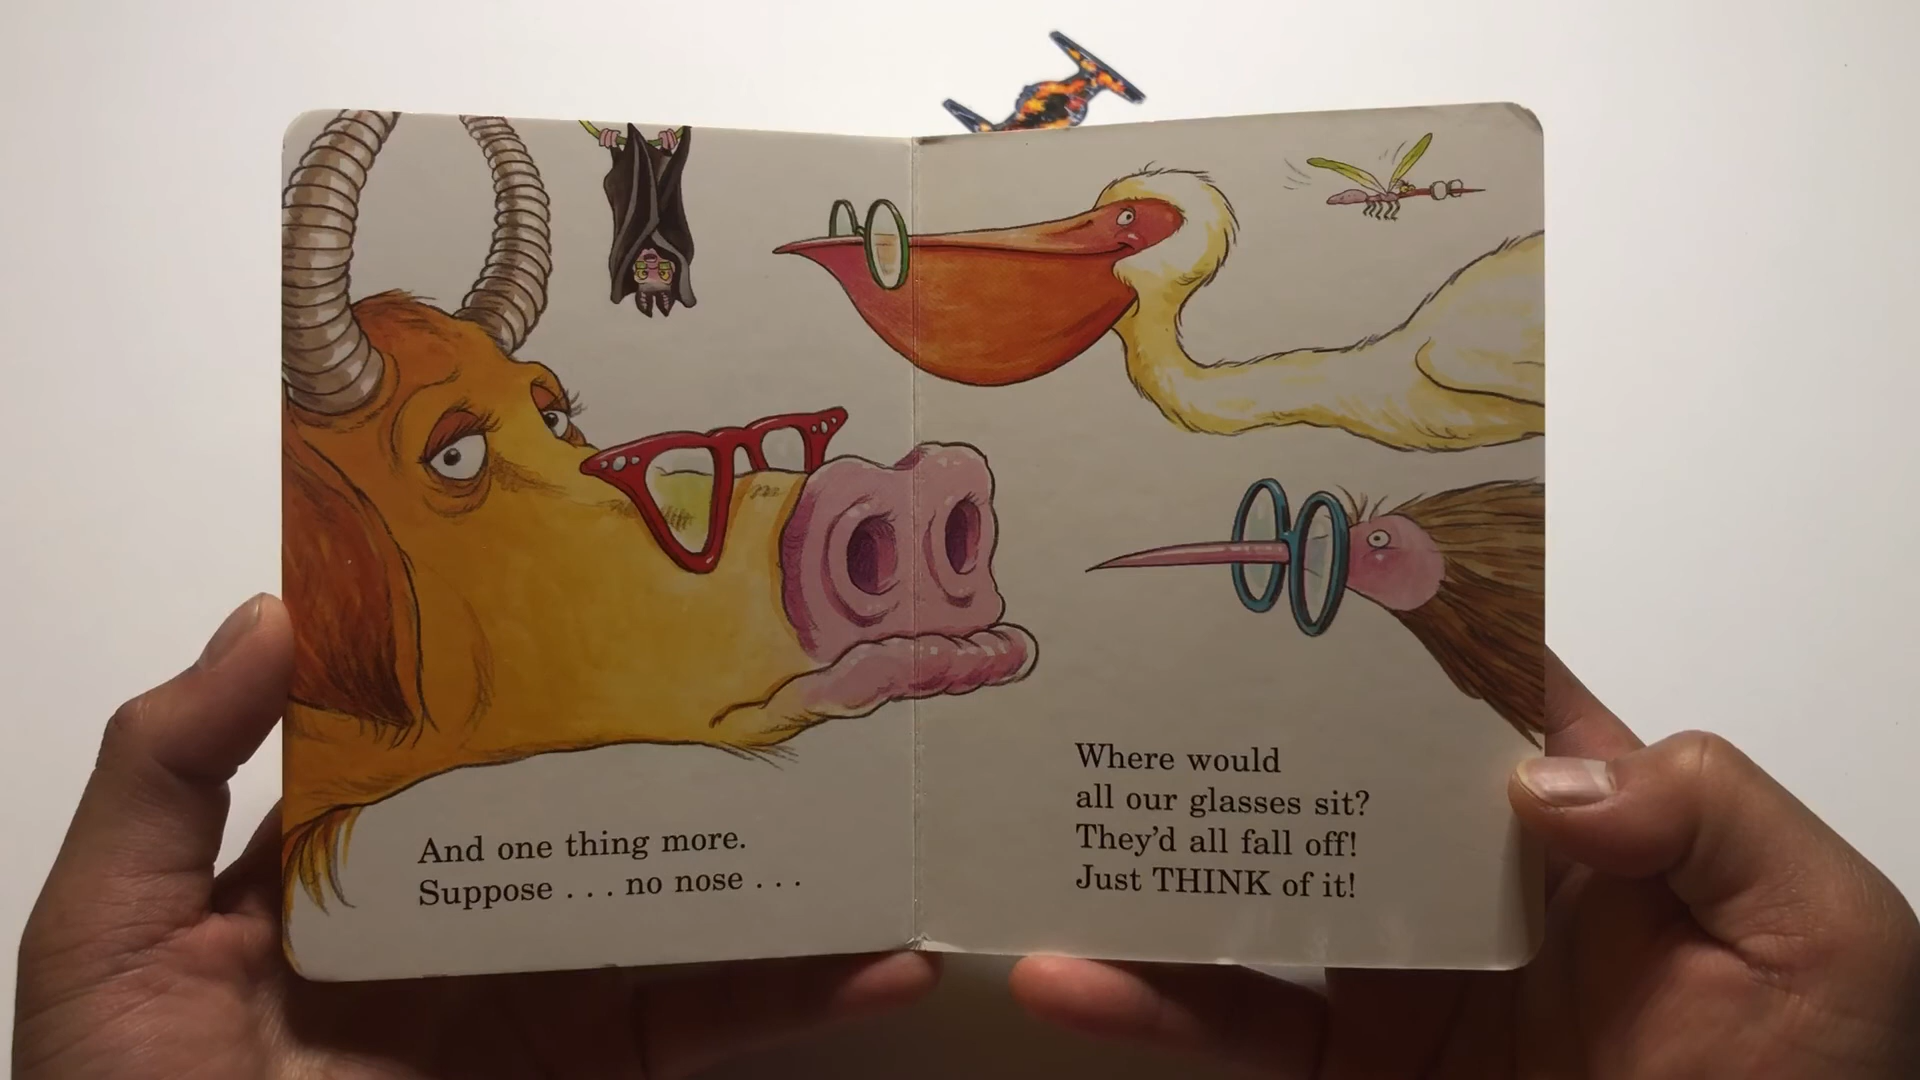 And one thing more.
Suppose . . . no nose . . .
Where would
all our glasses sit?
They'd all fall off!
Just THINK of it!